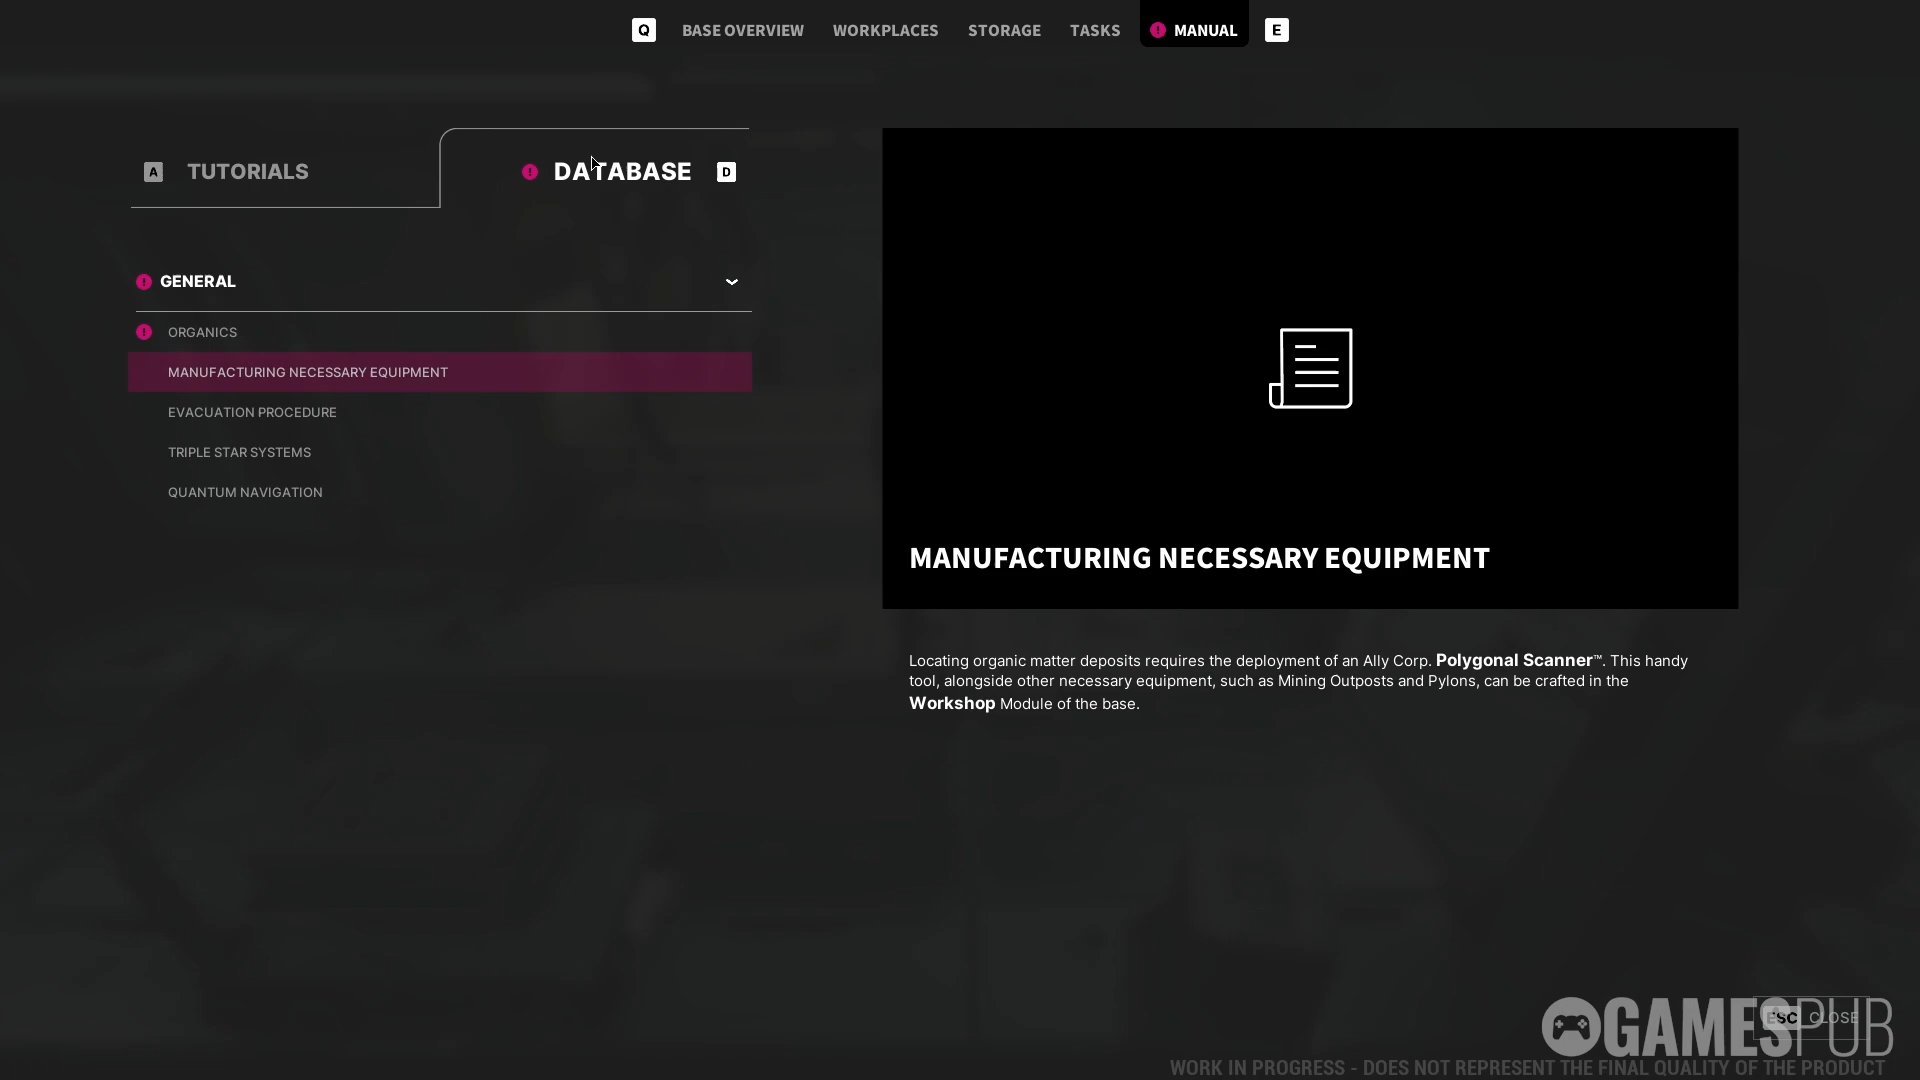 Q BASE OVERVIEW WORKPLACES STORAGE TASKS ! MANUAL E
A TUTORIALS ! DATABASE D
! GENERAL
! ORGANICS
MANUFACTURING NECESSARY EQUIPMENT
EVACUATION PROCEDURE
TRIPLE STAR SYSTEMS
QUANTUM NAVIGATION
MANUFACTURING NECESSARY EQUIPMENT
Locating organic matter deposits requires the deployment of an Ally Corp. Polygonal Scanner™. This handy
tool, alongside other necessary equipment, such as Mining Outposts and Pylons, can be crafted in the
Workshop Module of the base.
ESC CLOSE
GAMESPUB
WORK IN PROGRESS - DOES NOT REPRESENT THE FINAL QUALITY OF THE PRODUCT